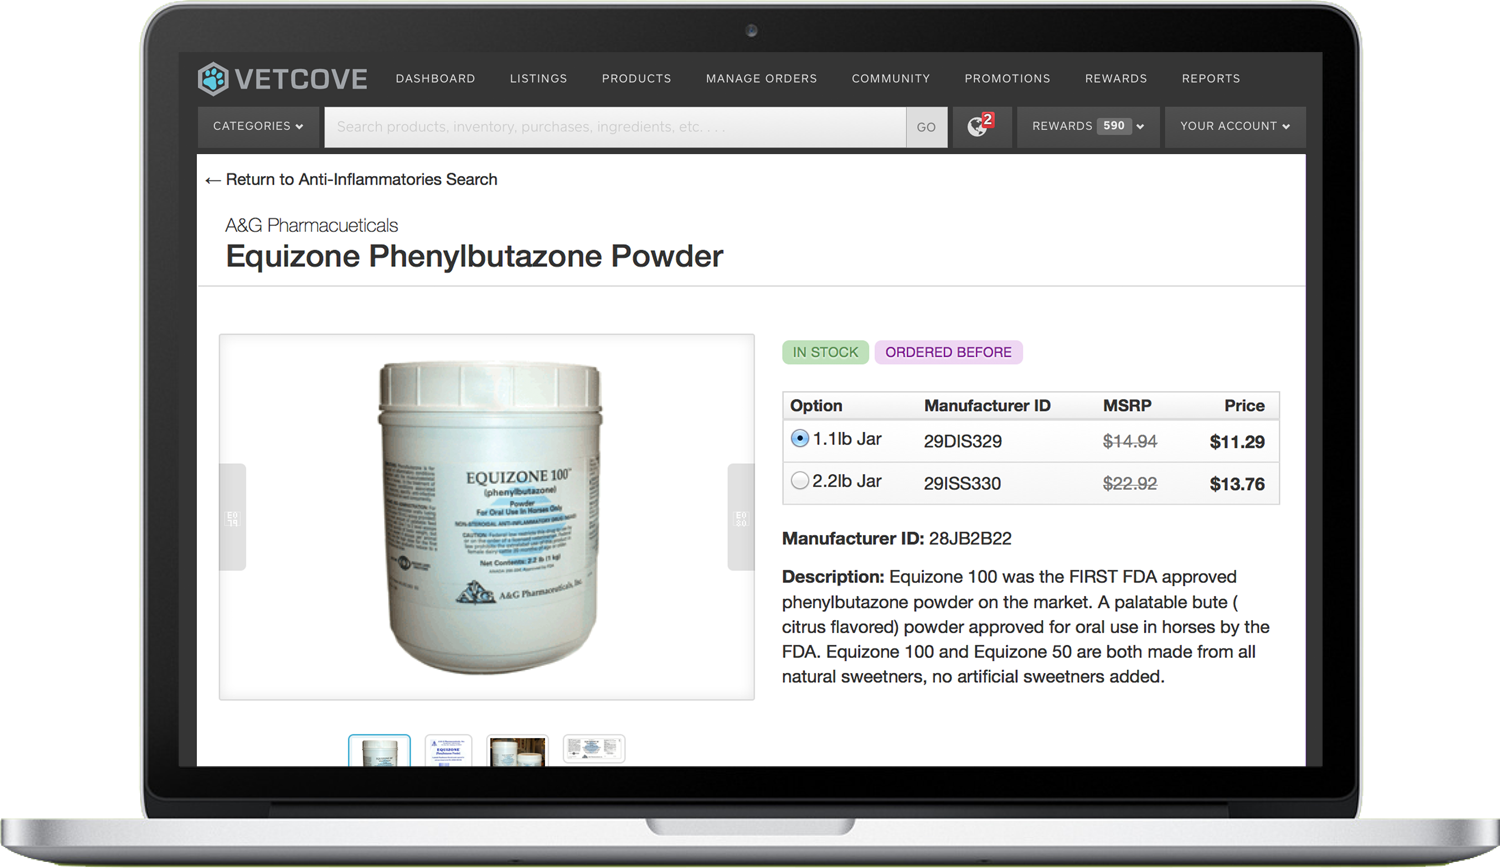 VETCOVE
DASHBOARD LISTINGS PRODUCTS MANAGE ORDERS COMMUNITY PROMOTIONS REWARDS REPORTS
CATEGORIES Search products, inventory, purchases, ingredients, etc. . . . GO 2 REWARDS 590 YOUR ACCOUNT
← Return to Anti-Inflammatories Search
A&G Pharmacueticals
Equizone Phenylbutazone Powder
IN STOCK ORDERED BEFORE
Option Manufacturer ID MSRP Price
1.1lb Jar 29DIS329 $14.94 $11.29
2.2lb Jar 29ISS330 $22.92 $13.76
Manufacturer ID: 28JB2B22
Description: Equizone 100 was the FIRST FDA approved
phenylbutazone powder on the market. A palatable bute (
citrus flavored) powder approved for oral use in horses by the
FDA. Equizone 100 and Equizone 50 are both made from all
natural sweetners, no artificial sweetners added.
EQUIZONE 100™
(phenylbutazone)
Powder
For Oral Use In Horses Only
NON-STEROIDAL ANTI-INFLAMMATORY DRUG
Net Contents: 2.2 lb (1 kg)
A&G Pharmaceuticals, Inc.
EQUIZONE